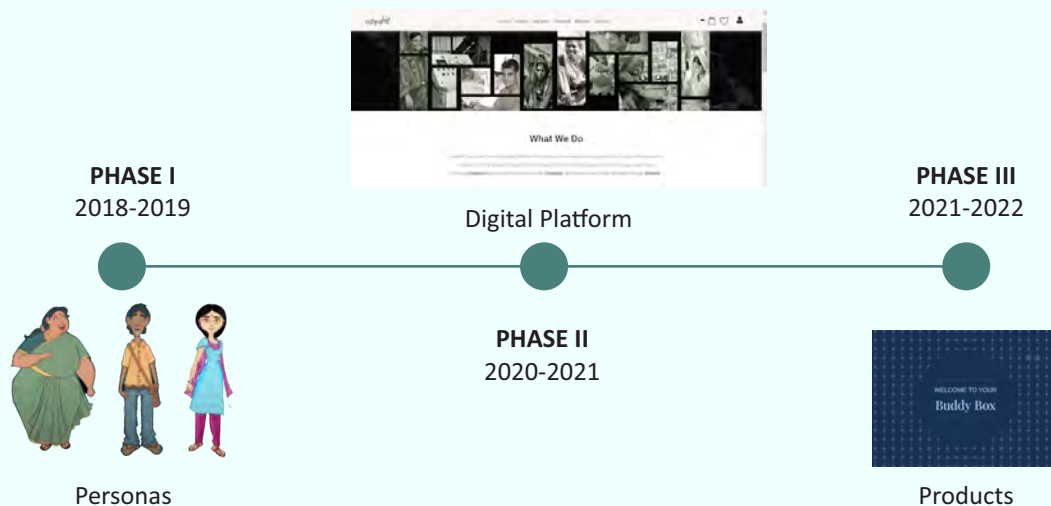 What We Do
PHASE I
2018-2019
Digital Platform
PHASE III
2021-2022
PHASE II
2020-2021
WELCOME TO YOUR
Buddy Box
Personas
Products